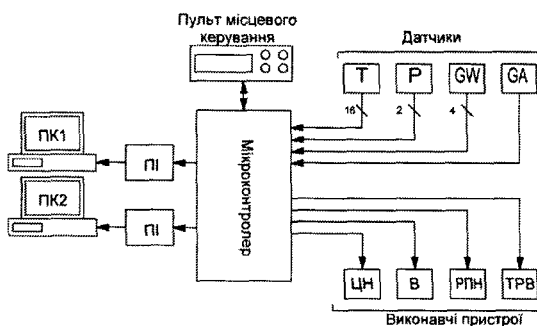 Пульт місцевого
керування
Датчики
T
P
GW
GA
16
2
4
ПК1
ПІ
Мікроконтролер
ПК2
ПІ
ЦН
В
РПН
ТРВ
Виконавчі пристрої